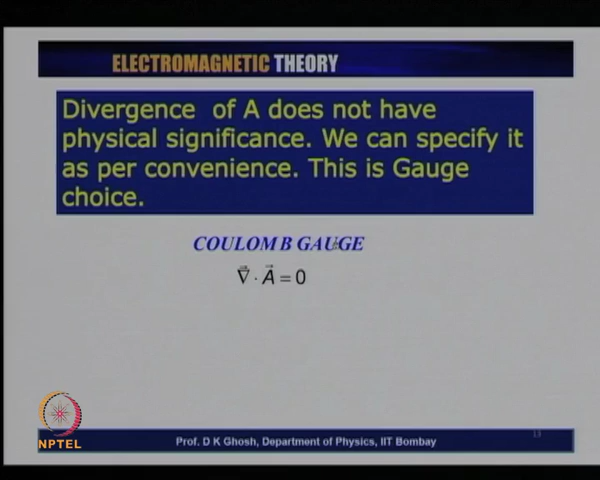 ELECTROMAGNETIC THEORY
Divergence of A does not have
physical significance. We can specify it
as per convenience. This is Gauge
choice.
COULOMB GAUGE
∇⃗ · A⃗ = 0
NPTEL
Prof. D K Ghosh, Department of Physics, IIT Bombay
13